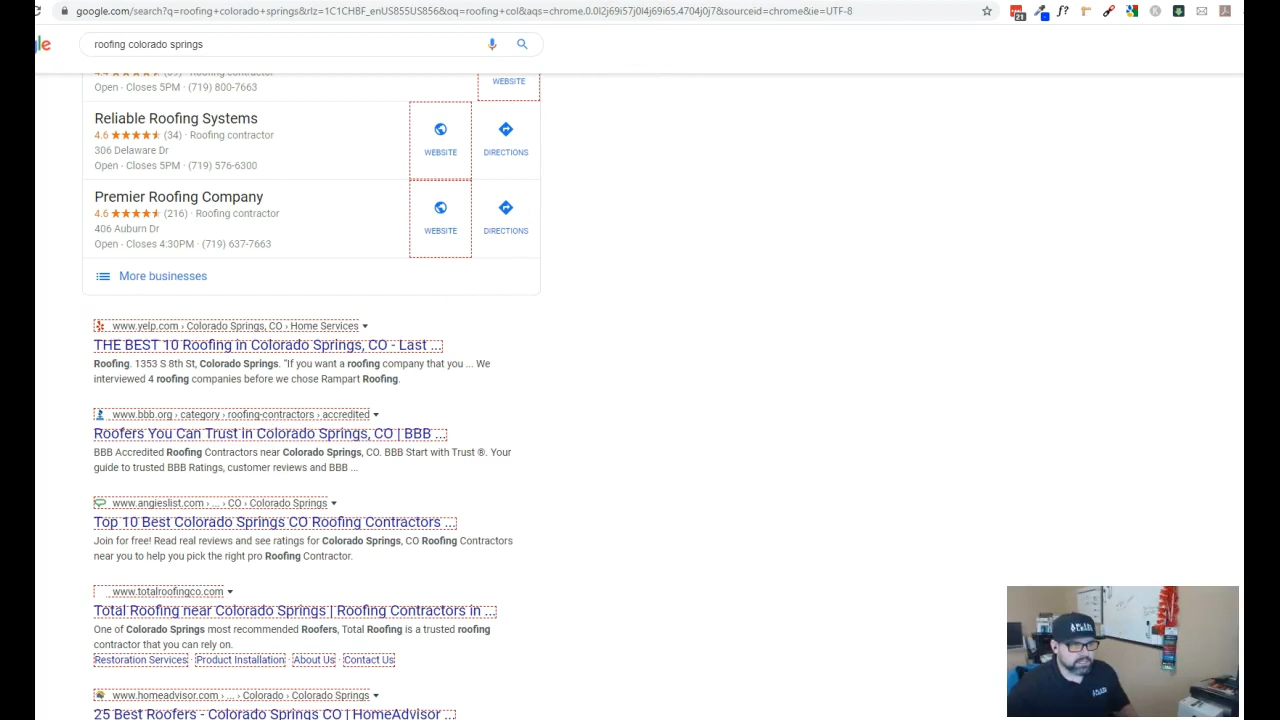 google.com/search?q=roofing+colorado+springs&rlz=1C1CHBF_enUS855US856&oq=roofing+col&aqs=chrome.0.0l2j69i57j0l4j69i65.4704j0j7&sourceid=chrome&ie=UTF-8
21
f?
gle
roofing colorado springs
Roofing contractor
WEBSITE
Open · Closes 5PM · (719) 800-7663
Reliable Roofing Systems
4.6 (34) · Roofing contractor
306 Delaware Dr
Open · Closes 5PM · (719) 576-6300
WEBSITE
DIRECTIONS
Premier Roofing Company
4.6 (216) · Roofing contractor
406 Auburn Dr
Open · Closes 4:30PM · (719) 637-7663
WEBSITE
DIRECTIONS
More businesses
www.yelp.com › Colorado Springs, CO › Home Services
THE BEST 10 Roofing in Colorado Springs, CO - Last ...
Roofing. 1353 S 8th St, Colorado Springs. "If you want a roofing company that you ... We
interviewed 4 roofing companies before we chose Rampart Roofing.
www.bbb.org › category › roofing-contractors › accredited
Roofers You Can Trust in Colorado Springs, CO | BBB ...
BBB Accredited Roofing Contractors near Colorado Springs, CO. BBB Start with Trust ®. Your
guide to trusted BBB Ratings, customer reviews and BBB ...
www.angieslist.com › ... › CO › Colorado Springs
Top 10 Best Colorado Springs CO Roofing Contractors ...
Join for free! Read real reviews and see ratings for Colorado Springs, CO Roofing Contractors
near you to help you pick the right pro Roofing Contractor.
www.totalroofingco.com
Total Roofing near Colorado Springs | Roofing Contractors in ...
One of Colorado Springs most recommended Roofers, Total Roofing is a trusted roofing
contractor that you can rely on.
Restoration Services · Product Installation · About Us · Contact Us
www.homeadvisor.com › ... › Colorado › Colorado Springs
25 Best Roofers - Colorado Springs CO | HomeAdvisor ...